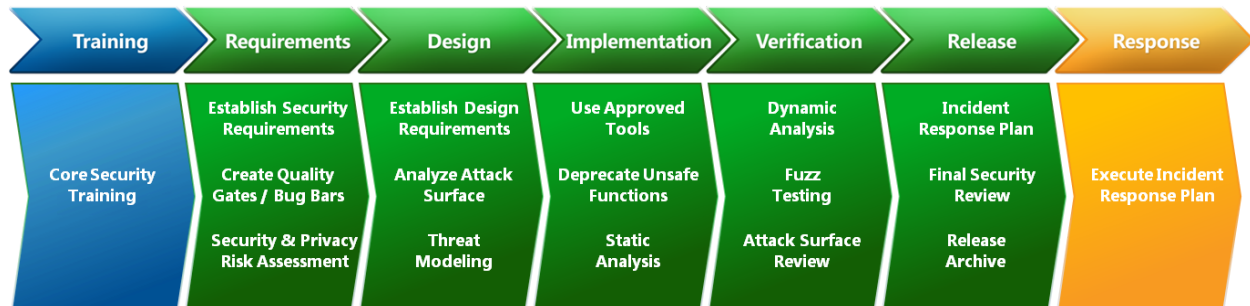 Training
Requirements
Design
Implementation
Verification
Release
Response
Core Security
Training
Establish Security
Requirements
Create Quality
Gates / Bug Bars
Security & Privacy
Risk Assessment
Establish Design
Requirements
Analyze Attack
Surface
Threat
Modeling
Use Approved
Tools
Deprecate Unsafe
Functions
Static
Analysis
Dynamic
Analysis
Fuzz
Testing
Attack Surface
Review
Incident
Response Plan
Final Security
Review
Release
Archive
Execute Incident
Response Plan